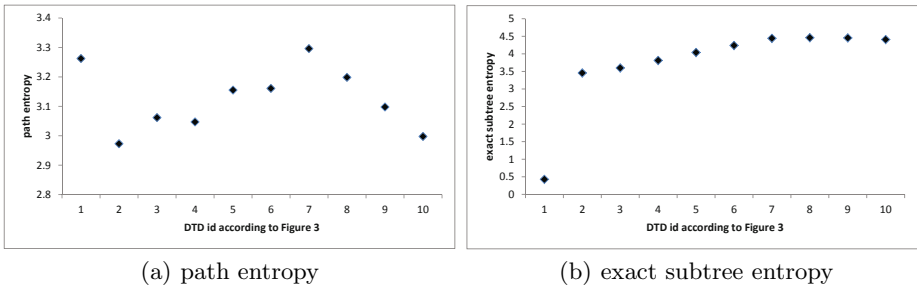 3.4
3.3
3.2
3.1
3
2.9
2.8
path entropy
1 2 3 4 5 6 7 8 9 10
DTD id according to Figure 3
(a) path entropy
5
4.5
4
3.5
3
2.5
2
1.5
1
0.5
0
exact subtree entropy
1 2 3 4 5 6 7 8 9 10
DTD id according to Figure 3
(b) exact subtree entropy